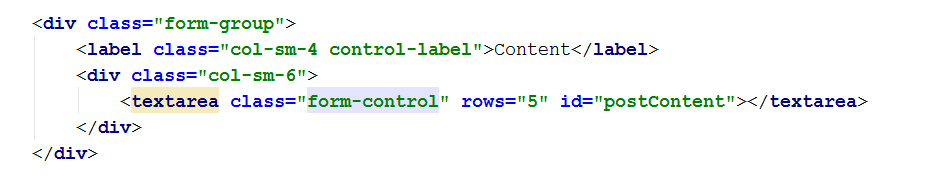 <div class="form-group">
<label class="col-sm-4 control-label">Content</label>
<div class="col-sm-6">
<textarea class="form-control" rows="5" id="postContent"></textarea>
</div>
</div>